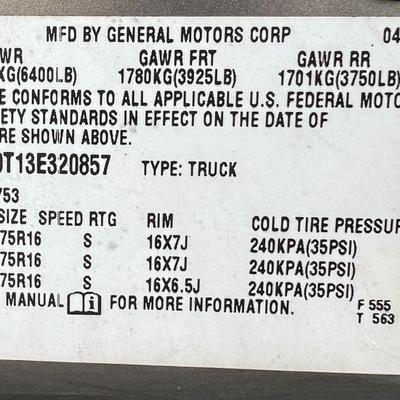 MFD BY GENERAL MOTORS CORP 04
WR GAWR FRT GAWR RR
KG(6400LB) 1780KG(3925LB) 1701KG(3750LB)
E CONFORMS TO ALL APPLICABLE U.S. FEDERAL MOTO
ETY STANDARDS IN EFFECT ON THE DATE OF
RE SHOWN ABOVE.
0T13E320857 TYPE: TRUCK
753
SIZE SPEED RTG RIM COLD TIRE PRESSUR
75R16 S 16X7J 240KPA(35PSI)
75R16 S 16X7J 240KPA(35PSI)
75R16 S 16X6.5J 240KPA(35PSI)
MANUAL FOR MORE INFORMATION. F 555
T 563